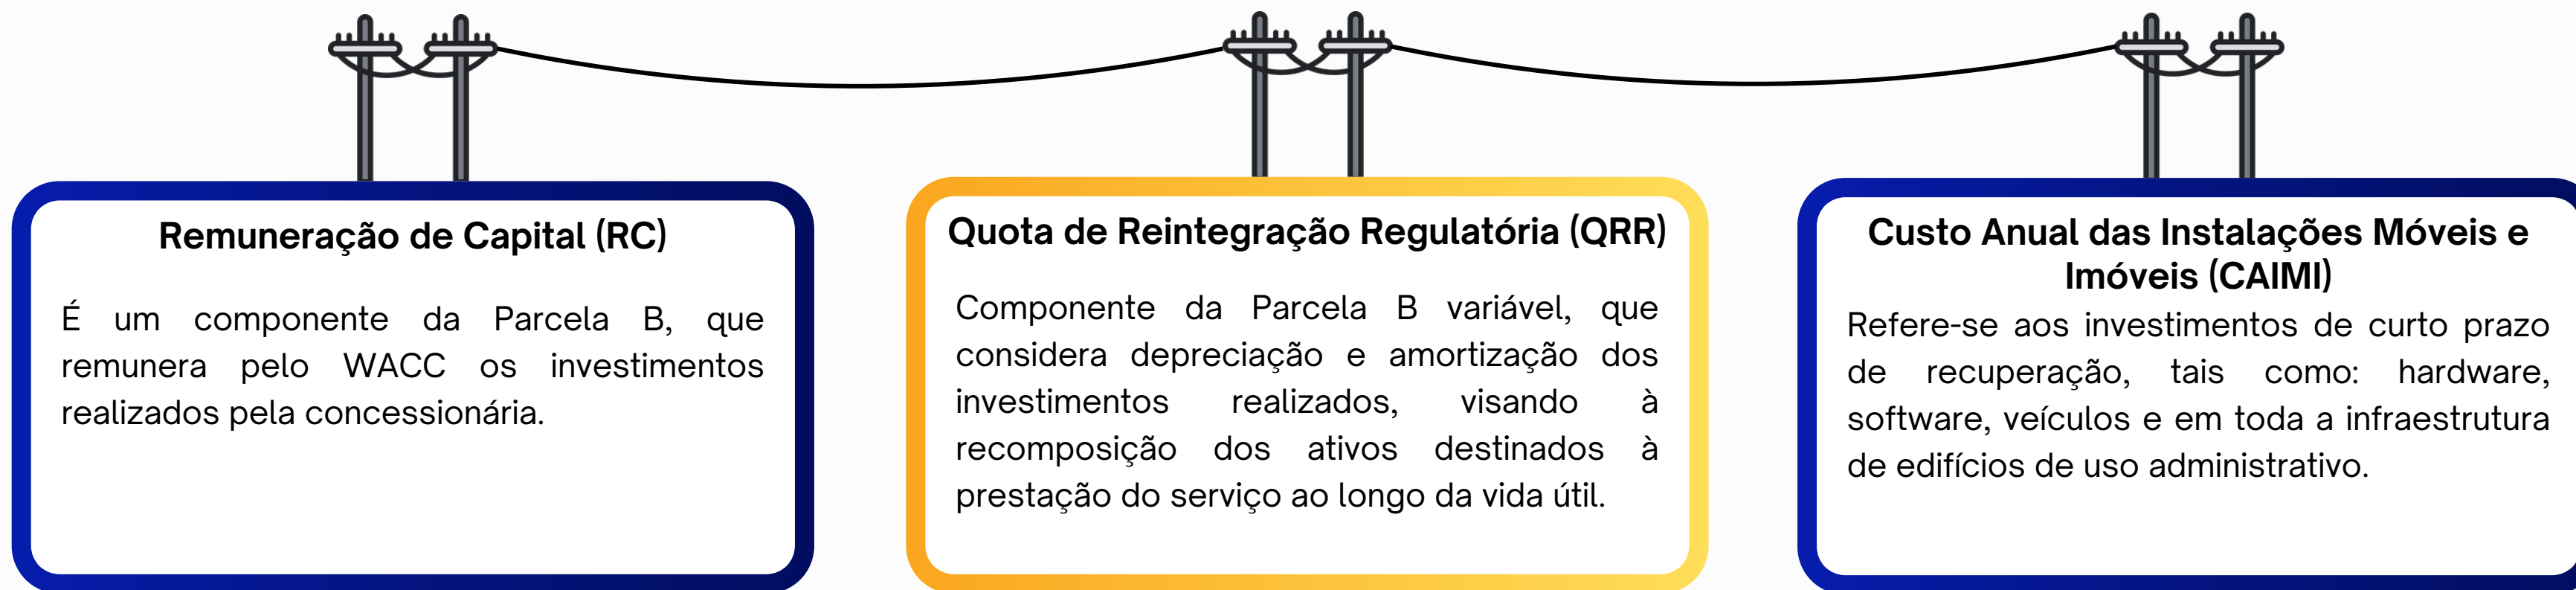 Remuneração de Capital (RC)
É um componente da Parcela B, que
remunera pelo WACC os investimentos
realizados pela concessionária.
Quota de Reintegração Regulatória (QRR)
Componente da Parcela B variável, que
considera depreciação e amortização dos
investimentos realizados, visando à
recomposição dos ativos destinados à
prestação do serviço ao longo da vida útil.
Custo Anual das Instalações Móveis e
Imóveis (CAIMI)
Refere-se aos investimentos de curto prazo
de recuperação, tais como: hardware,
software, veículos e em toda a infraestrutura
de edifícios de uso administrativo.